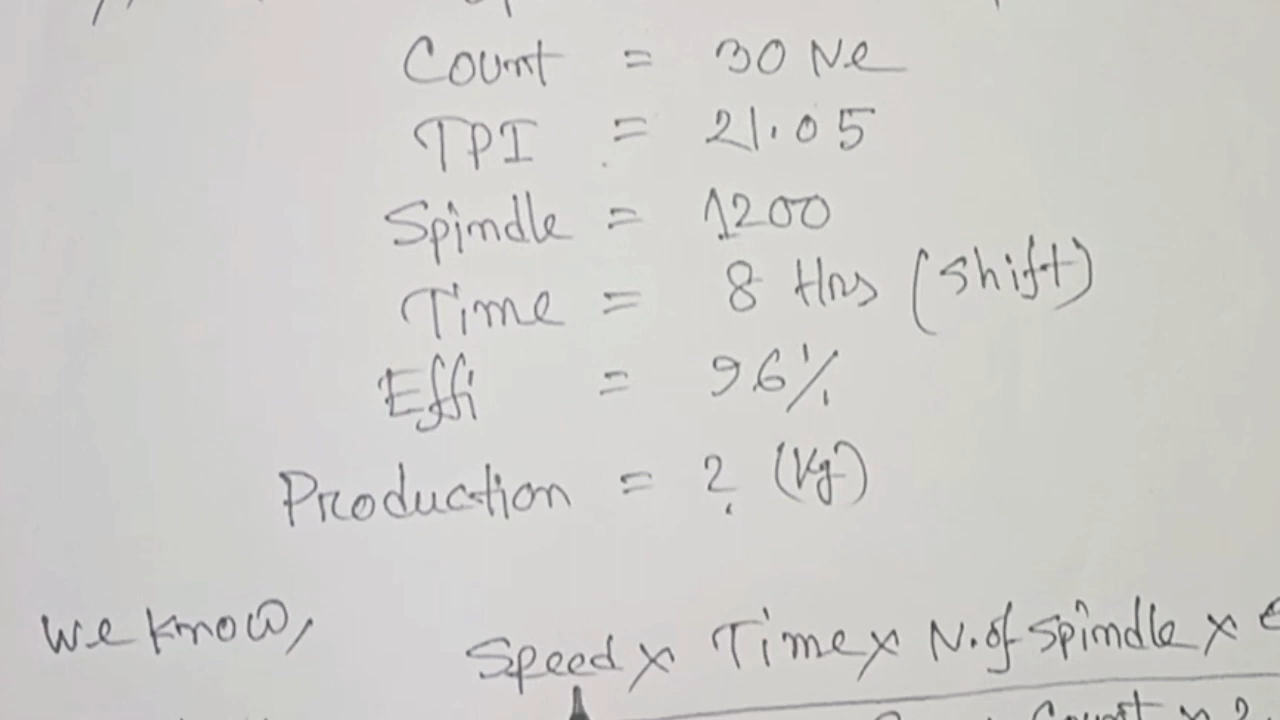 Count = 30 Ne
TPI = 21.05
Spindle = 1200
Time = 8 Hrs (Shift)
Effi = 96%
Production = ? (Kg)
we know,
Speed x Time x N.of spindle x
Count x